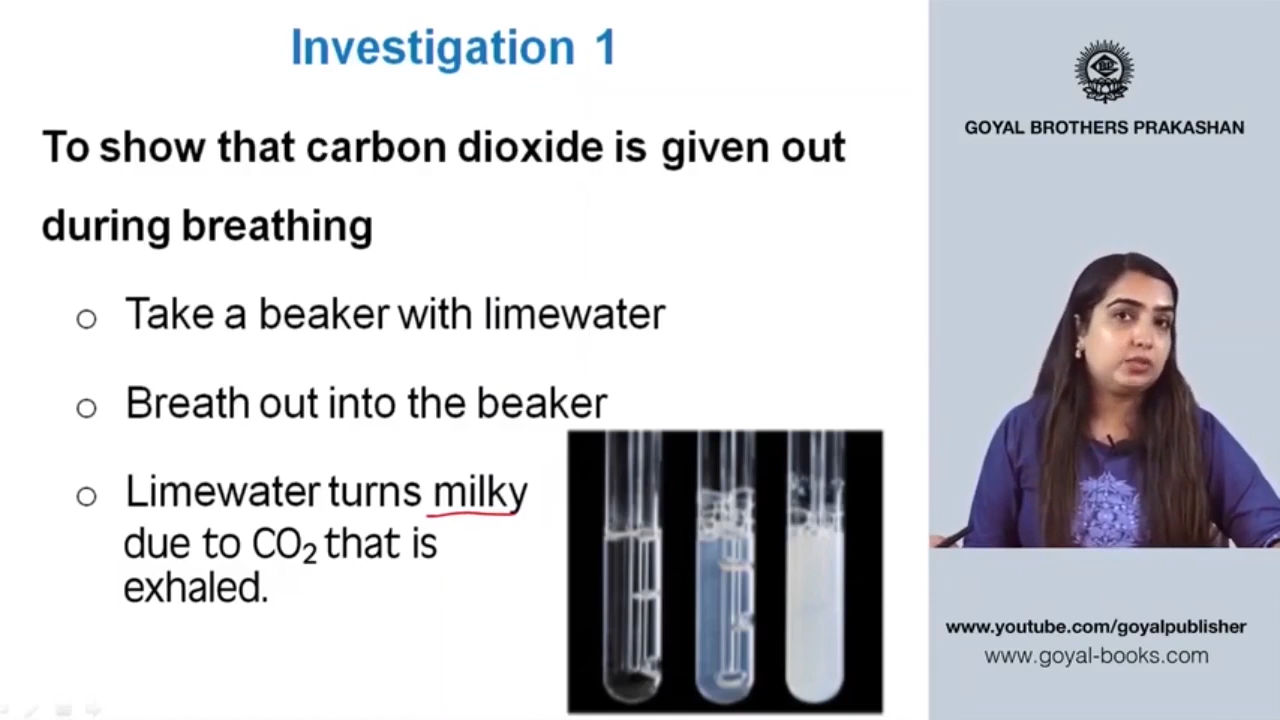 Investigation 1
To show that carbon dioxide is given out
during breathing
o Take a beaker with limewater
o Breath out into the beaker
o Limewater turns milky
due to CO₂ that is
exhaled.
GBP
GOYAL BROTHERS PRAKASHAN
www.youtube.com/goyalpublisher
www.goyal-books.com